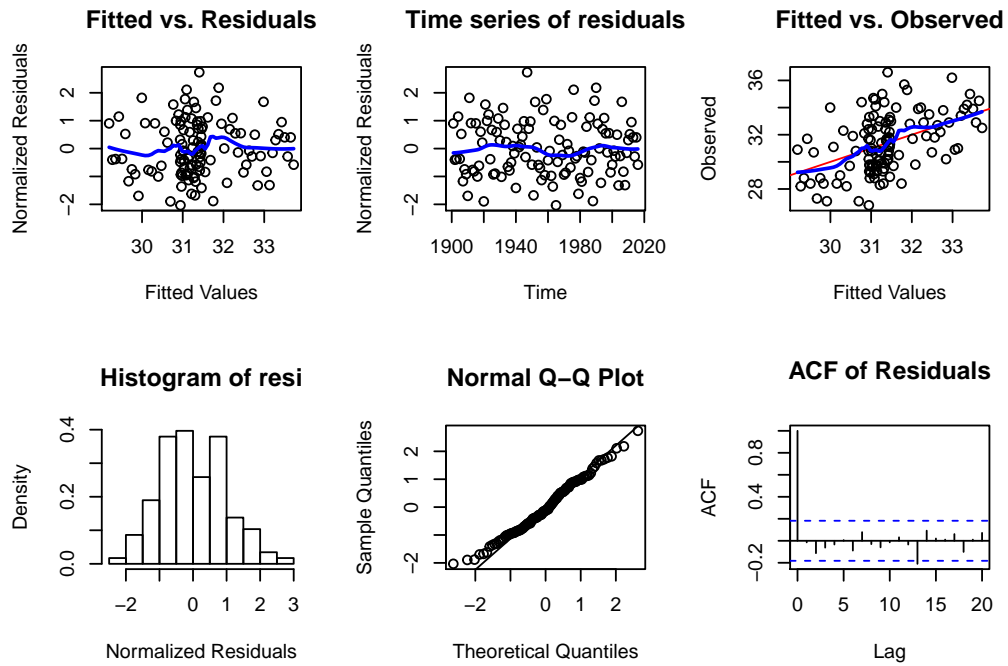 Fitted vs. Residuals
Normalized Residuals
2
1
0
−2
30 31 32 33
Fitted Values
Time series of residuals
Normalized Residuals
2
1
0
−2
1900 1940 1980 2020
Time
Fitted vs. Observed
Observed
36
32
28
30 31 32 33
Fitted Values
Histogram of resi
Density
0.4
0.2
0.0
−2 0 1 2 3
Normalized Residuals
Normal Q−Q Plot
Sample Quantiles
2
1
0
−2
−2 0 1 2
Theoretical Quantiles
ACF of Residuals
ACF
0.8
0.4
−0.2
0 5 10 15 20
Lag